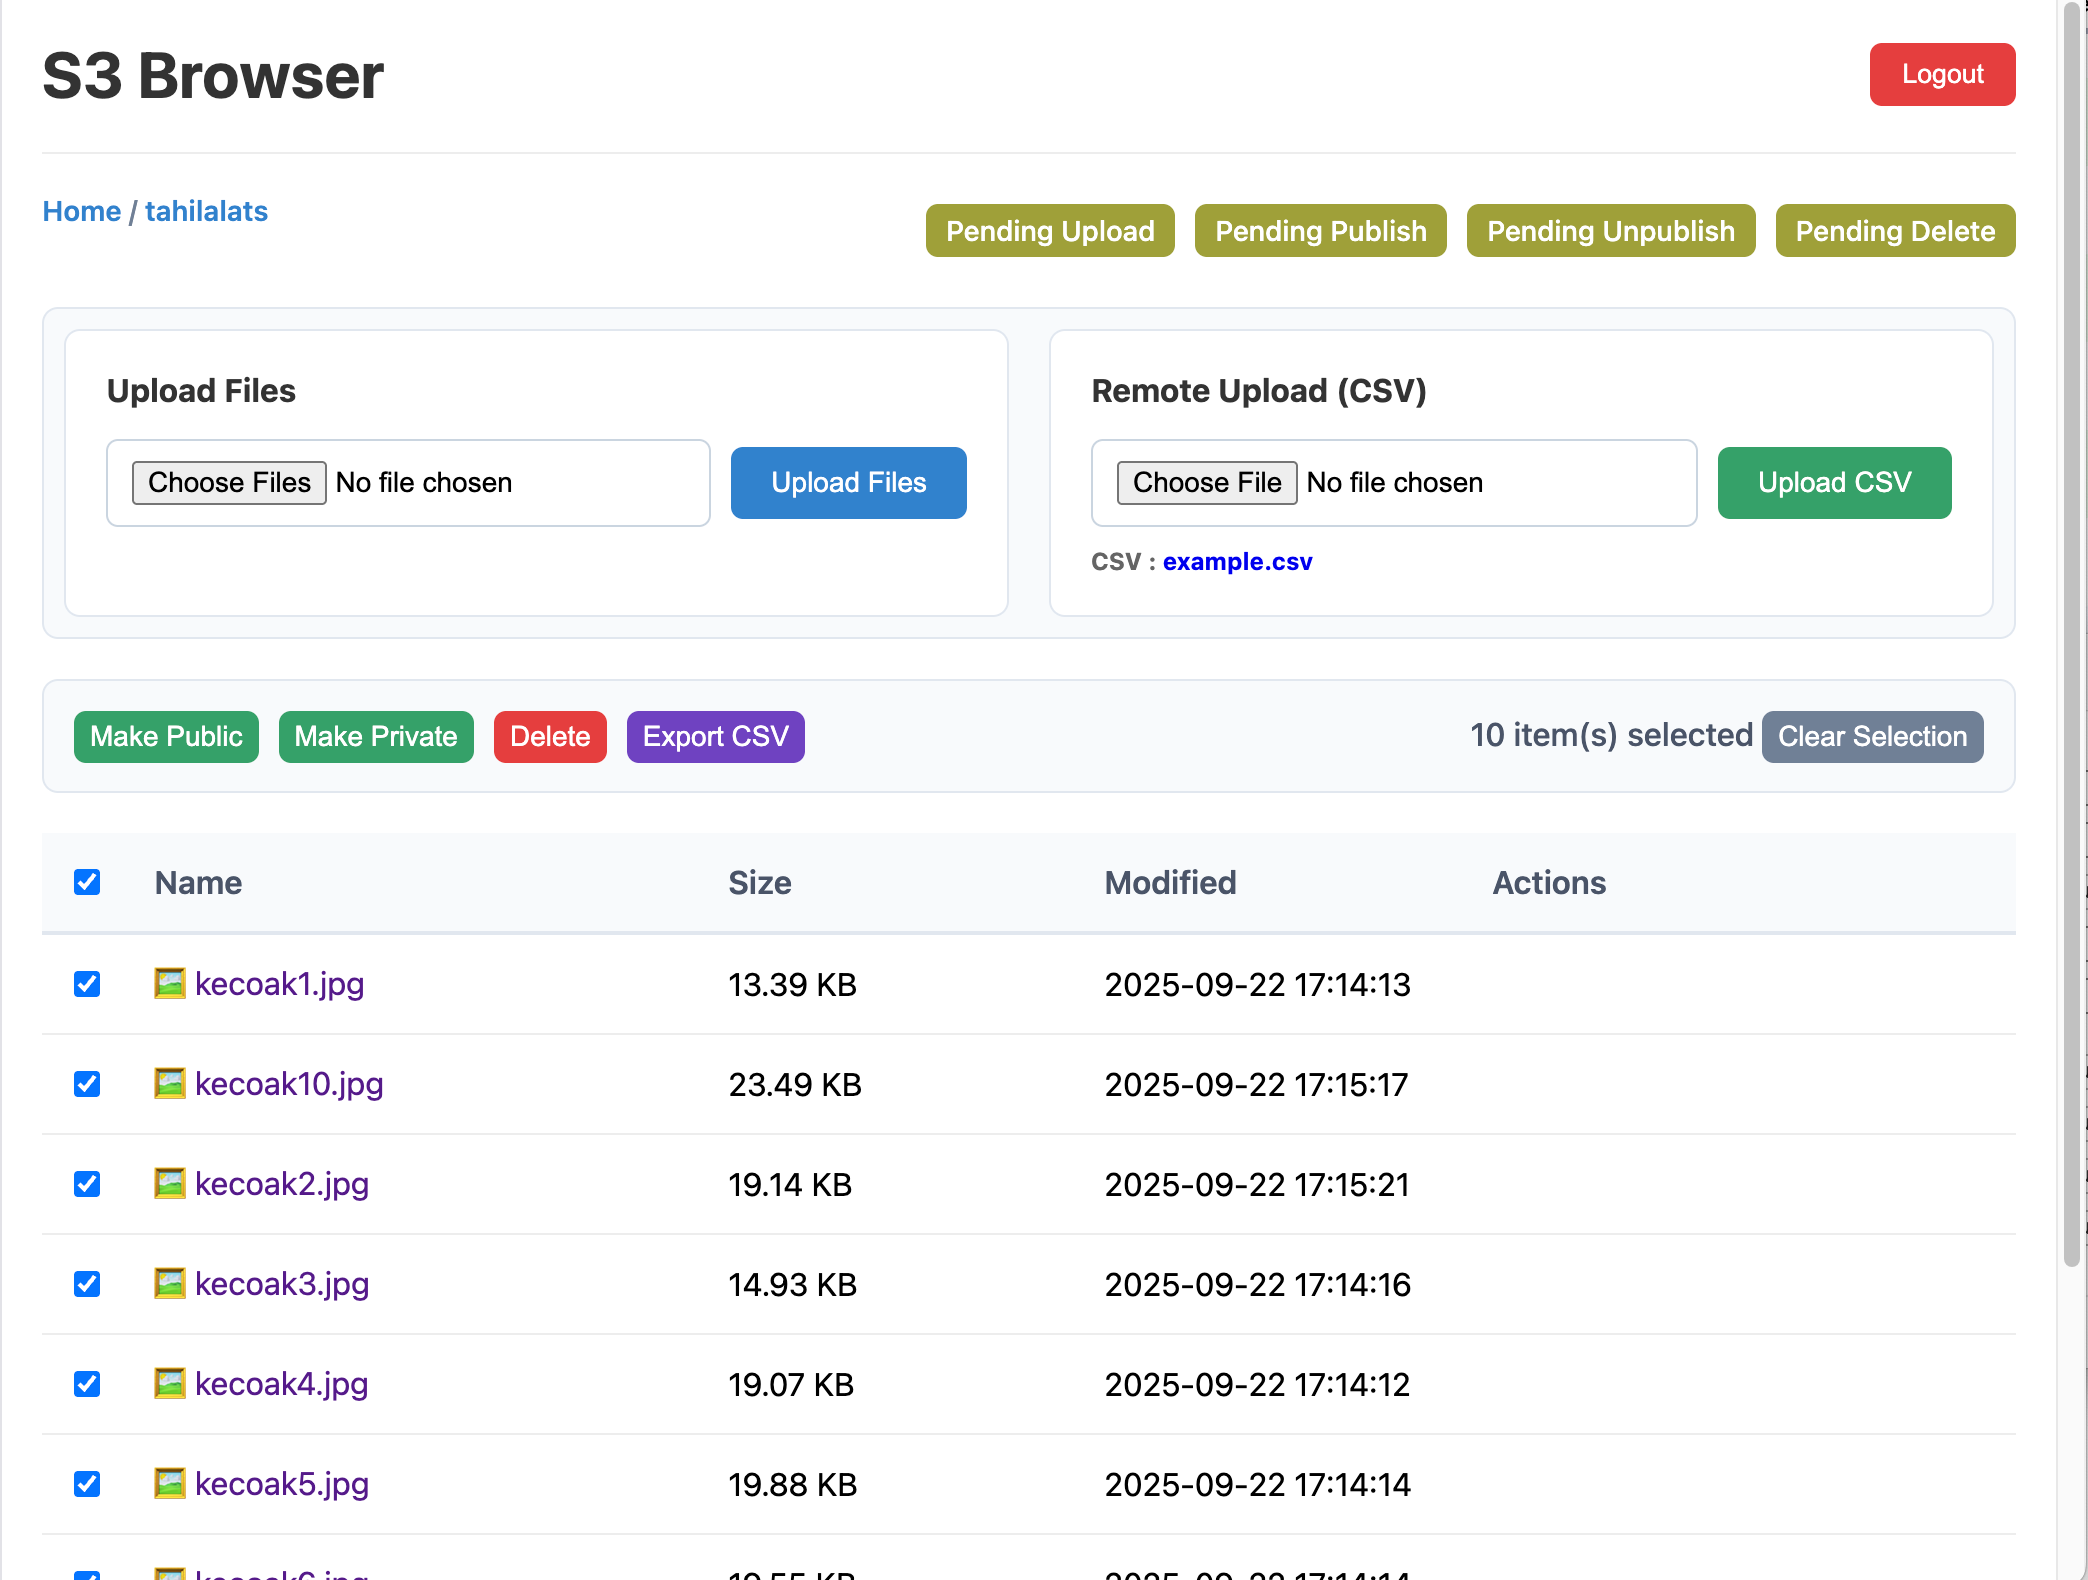 S3 Browser
Logout
Home / tahilalats
Pending Upload
Pending Publish
Pending Unpublish
Pending Delete
Upload Files
Choose Files No file chosen
Upload Files
Remote Upload (CSV)
Choose File No file chosen
Upload CSV
CSV : example.csv
Make Public
Make Private
Delete
Export CSV
10 item(s) selected
Clear Selection
Name Size Modified Actions
kecoak1.jpg 13.39 KB 2025-09-22 17:14:13
kecoak10.jpg 23.49 KB 2025-09-22 17:15:17
kecoak2.jpg 19.14 KB 2025-09-22 17:15:21
kecoak3.jpg 14.93 KB 2025-09-22 17:14:16
kecoak4.jpg 19.07 KB 2025-09-22 17:14:12
kecoak5.jpg 19.88 KB 2025-09-22 17:14:14